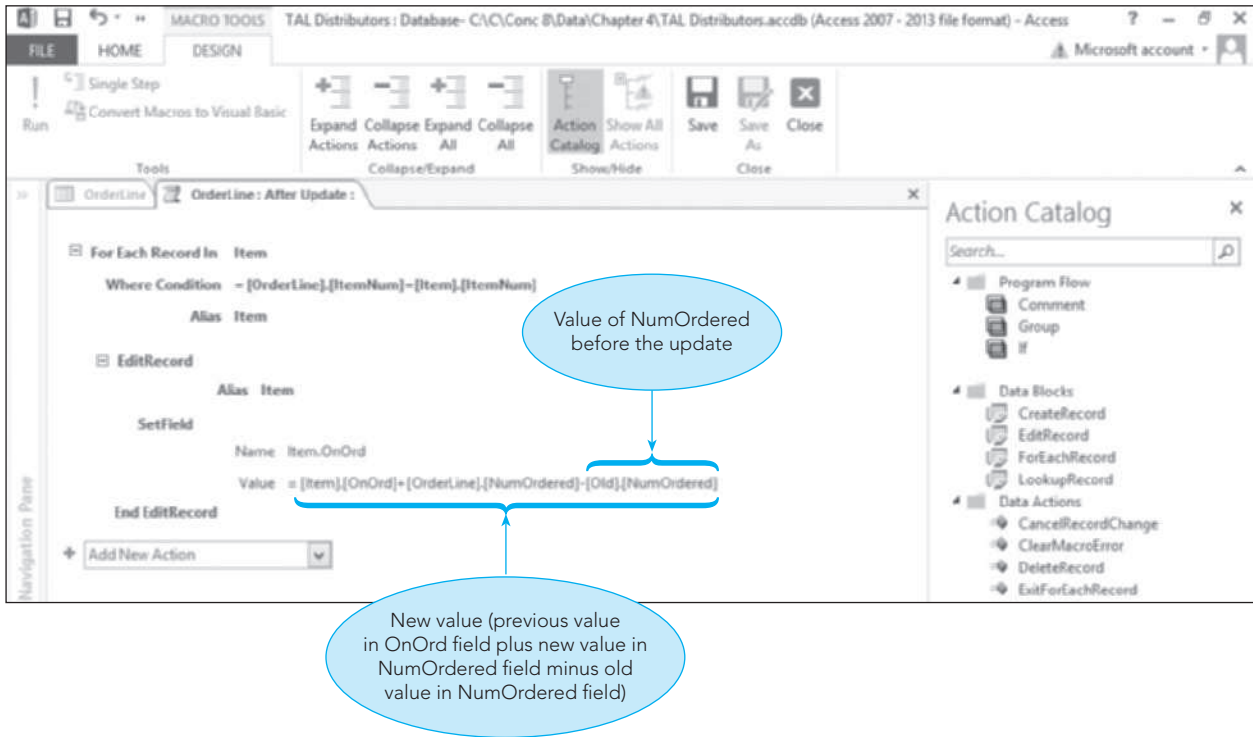 MACRO TOOLS
TAL Distributors : Database- C:\C\Conc 8\Data\Chapter 4\TAL Distributors.accdb (Access 2007 - 2013 file format) - Access
FILE HOME DESIGN
Microsoft account
Run
Single Step
Convert Macros to Visual Basic
Tools
Expand Actions
Collapse Actions
Expand All
Collapse All
Collapse/Expand
Action Catalog
Show All Actions
Show/Hide
Save
Save As
Close
Close
Navigation Pane
OrderLine
OrderLine : After Update :
For Each Record In Item
Where Condition = [OrderLine].[ItemNum]=[Item].[ItemNum]
Alias Item
EditRecord
Alias Item
SetField
Name Item.OnOrd
Value = [Item].[OnOrd]+[OrderLine].[NumOrdered]-[Old].[NumOrdered]
End EditRecord
Add New Action
Value of NumOrdered
before the update
New value (previous value
in OnOrd field plus new value in
NumOrdered field minus old
value in NumOrdered field)
Action Catalog
Search...
Program Flow
Comment
Group
If
Data Blocks
CreateRecord
EditRecord
ForEachRecord
LookupRecord
Data Actions
CancelRecordChange
ClearMacroError
DeleteRecord
ExitForEachRecord